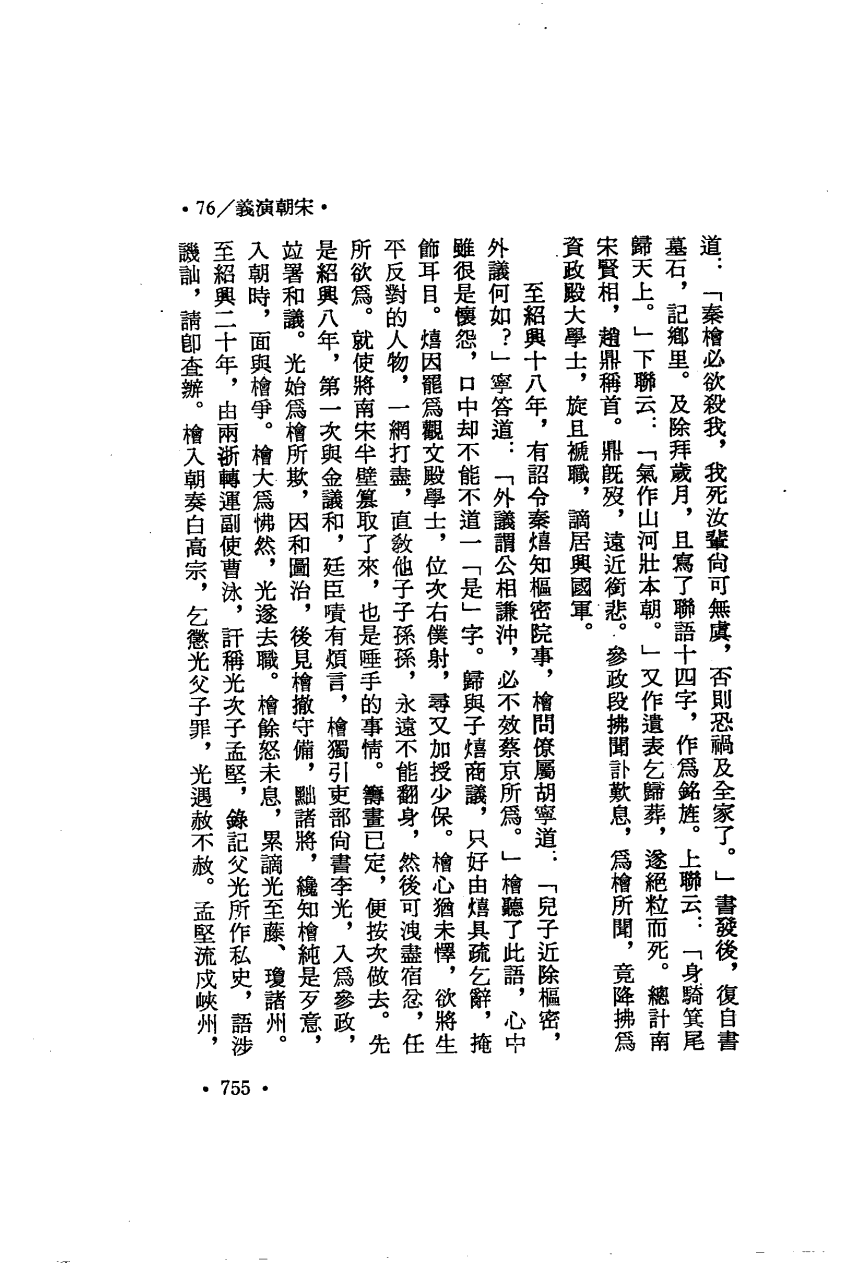 •76／義演朝宋•
道：「秦檜必欲殺我，我死汝輩尙可無虞，否則恐禍及全家了。」書發後，復自書
墓石，記鄕里。及除拜歲月，且寫了聯語十四字，作爲銘旌。上聯云：「身騎箕尾
歸天上。」下聯云：「氣作山河壯本朝。」又作遺表乞歸葬，遂絕粒而死。總計南
宋賢相，趙鼎稱首。鼎旣歿，遠近銜悲。參政段拂聞訃歎息，爲檜所聞，竟降拂爲
資政殿大學士，旋且褫職，謫居興國軍。
至紹興十八年，有詔令秦熺知樞密院事，檜問僚屬胡寧道：「兒子近除樞密，
外議何如？」寧答道：「外議謂公相謙沖，必不效蔡京所爲。」檜聽了此語，心中
雖很是懷怨，口中却不能不道一「是」字。歸與子熺商議，只好由熺具疏乞辭，掩
飾耳目。熺因罷爲觀文殿學士，位次右僕射，尋又加授少保。檜心猶未懌，欲將生
平反對的人物，一網打盡，直敎他子子孫孫，永遠不能翻身，然後可洩盡宿忿，任
所欲爲。就使將南宋半壁篡取了來，也是唾手的事情。籌畫已定，便按次做去。先
是紹興八年，第一次與金議和，廷臣嘖有煩言，檜獨引吏部尙書李光，入爲參政，
竝署和議。光始爲檜所欺，因和圖治，後見檜撤守備，黜諸將，纔知檜純是歹意，
入朝時，面與檜爭。檜大爲怫然，光遂去職。檜餘怒未息，累謫光至藤、瓊諸州。
至紹興二十年，由兩浙轉運副使曹泳，訐稱光次子孟堅，錄記父光所作私史，語涉
譏訕，請卽查辦。檜入朝奏白高宗，乞懲光父子罪，光遇赦不赦。孟堅流戍峽州，
•755•